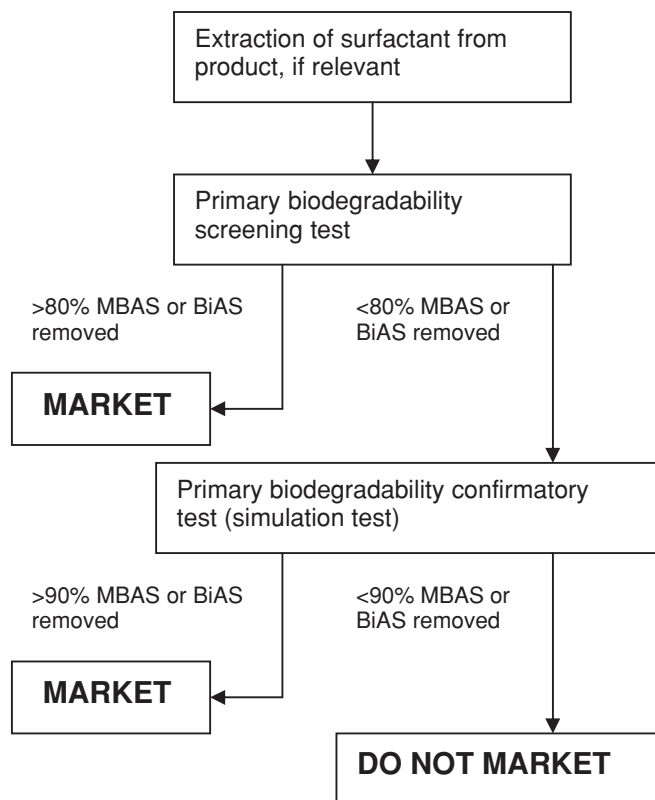 Extraction of surfactant from
product, if relevant
Primary biodegradability
screening test
>80% MBAS or BiAS
removed
<80% MBAS or
BiAS removed
MARKET
Primary biodegradability confirmatory
test (simulation test)
>90% MBAS or BiAS
removed
<90% MBAS or
BiAS removed
MARKET
DO NOT MARKET